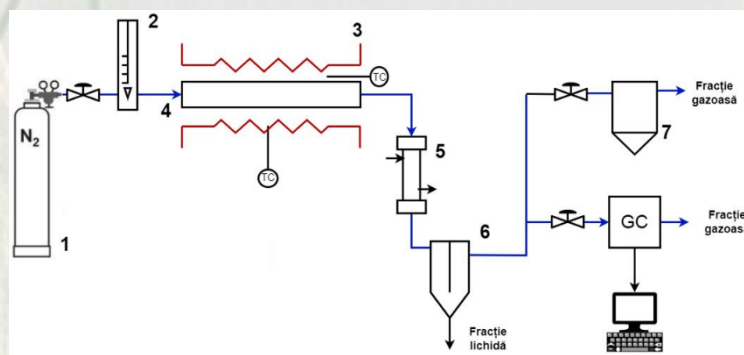 2
3
TC
4
N₂
Fracție
gazoasă
7
5
TC
1
6
GC
Fracție
gazoasă
Fracție
lichidă